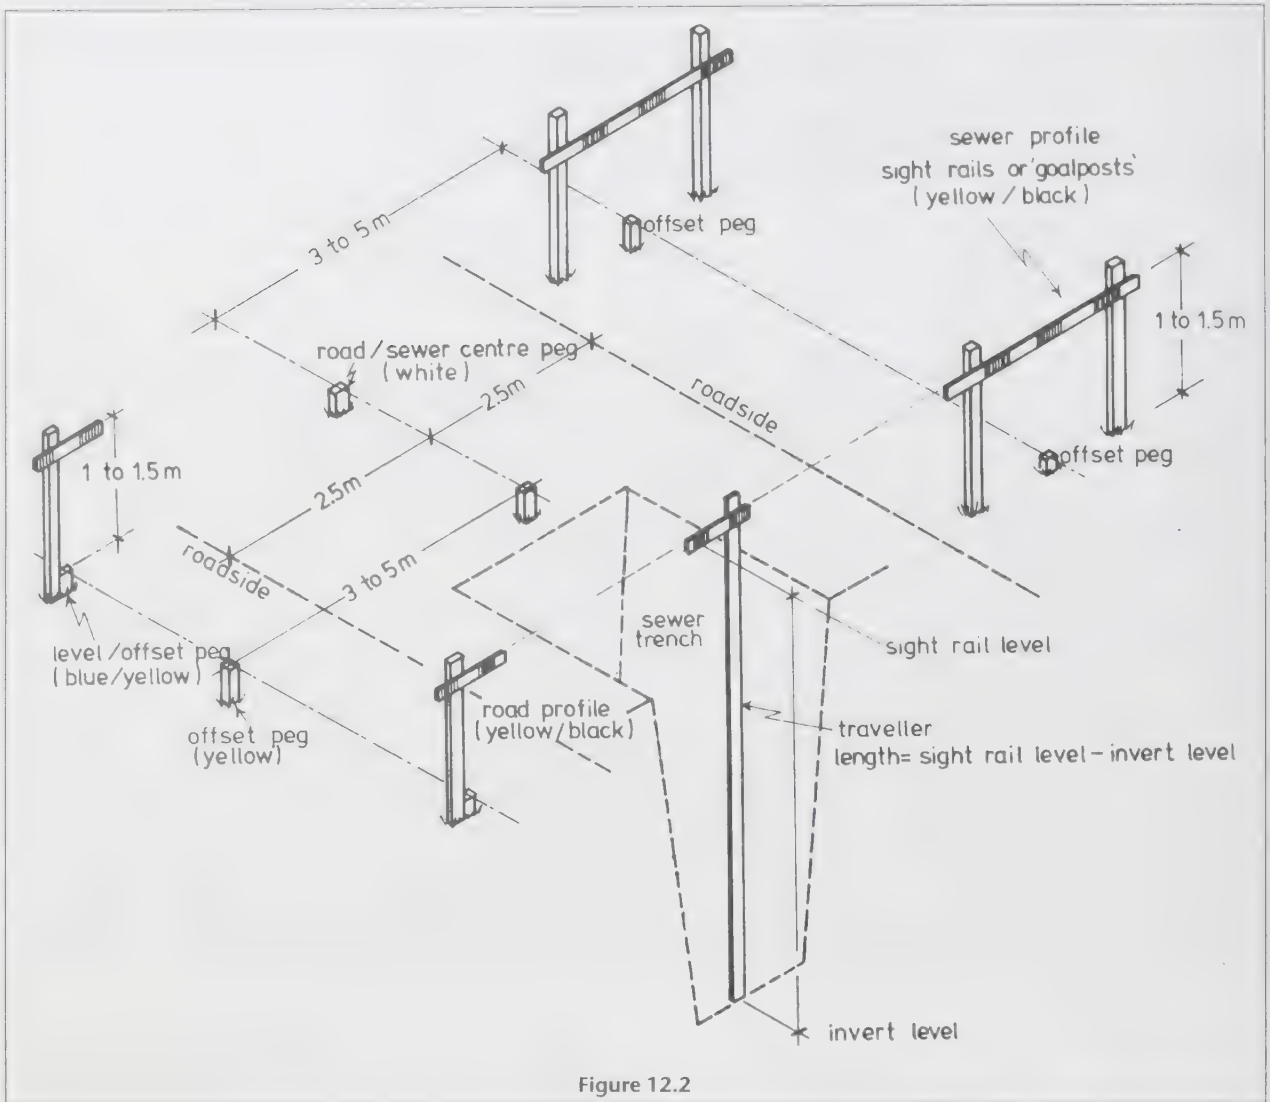 sewer profile
sight rails or 'goalposts'
(yellow / black)
offset peg
3 to 5 m
1 to 1.5 m
road / sewer centre peg
(white)
2.5m
roadside
offset peg
1 to 1.5 m
2.5m
roadside
3 to 5m
sewer
trench
sight rail level
level / offset peg
(blue/yellow)
offset peg
(yellow)
road profile
(yellow/black)
traveller
length= sight rail level - invert level
invert level
Figure 12.2